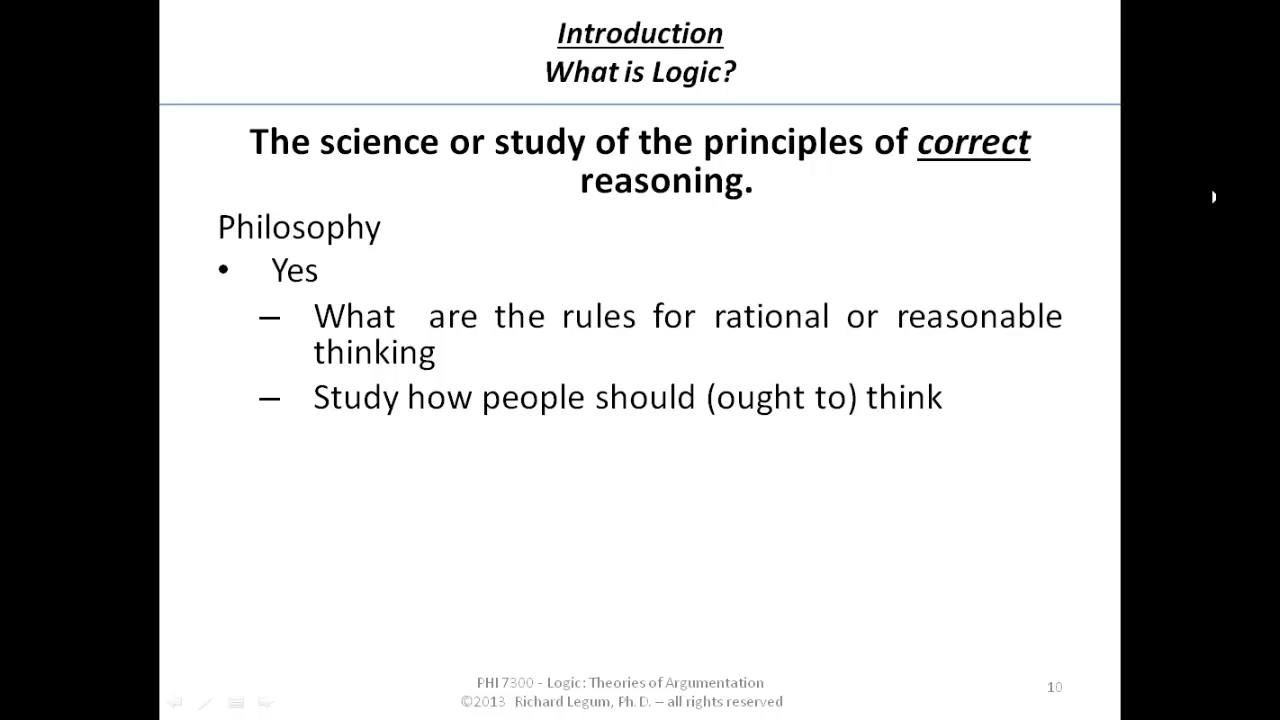 Introduction
What is Logic?
The science or study of the principles of correct
reasoning.
Philosophy
• Yes
– What are the rules for rational or reasonable
thinking
– Study how people should (ought to) think
PHI 7300 - Logic: Theories of Argumentation
©2013 Richard Legum, Ph. D. – all rights reserved
10